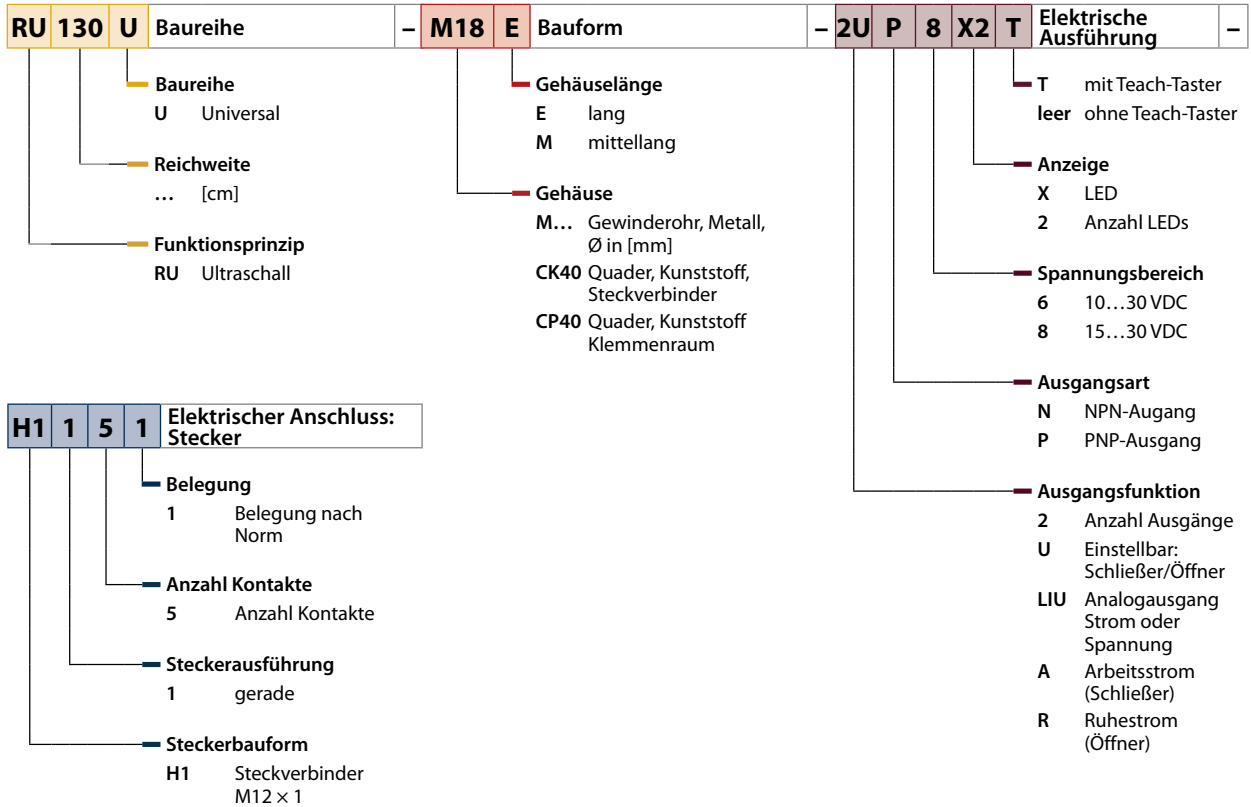 RU 130 U Baureihe – M18 E Bauform – 2U P 8 X2 T Elektrische Ausführung –
Baureihe
U Universal
Reichweite
… [cm]
Funktionsprinzip
RU Ultraschall
Gehäuselänge
E lang
M mittellang
Gehäuse
M… Gewinderohr, Metall,
Ø in [mm]
CK40 Quader, Kunststoff,
Steckverbinder
CP40 Quader, Kunststoff
Klemmenraum
T mit Teach-Taster
leer ohne Teach-Taster
Anzeige
X LED
2 Anzahl LEDs
Spannungsbereich
6 10…30 VDC
8 15…30 VDC
Ausgangsart
N NPN-Augang
P PNP-Ausgang
Ausgangsfunktion
2 Anzahl Ausgänge
U Einstellbar:
Schließer/Öffner
LIU Analogausgang
Strom oder
Spannung
A Arbeitsstrom
(Schließer)
R Ruhestrom
(Öffner)
H1 1 5 1 Elektrischer Anschluss:
Stecker
Belegung
1 Belegung nach
Norm
Anzahl Kontakte
5 Anzahl Kontakte
Steckerausführung
1 gerade
Steckerbauform
H1 Steckverbinder
M12 × 1